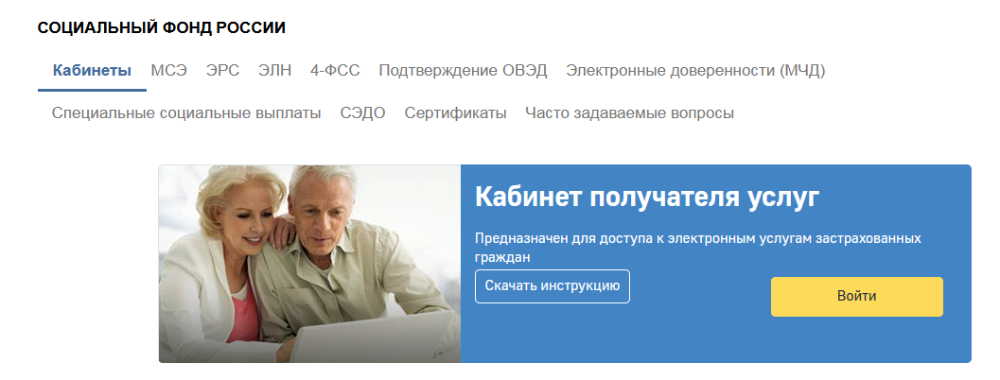 СОЦИАЛЬНЫЙ ФОНД РОССИИ
Кабинеты МСЭ ЭРС ЭЛН 4-ФСС Подтверждение ОВЭД Электронные доверенности (МЧД)
Специальные социальные выплаты СЭДО Сертификаты Часто задаваемые вопросы
Кабинет получателя услуг
Предназначен для доступа к электронным услугам застрахованных
граждан
Скачать инструкцию
Войти